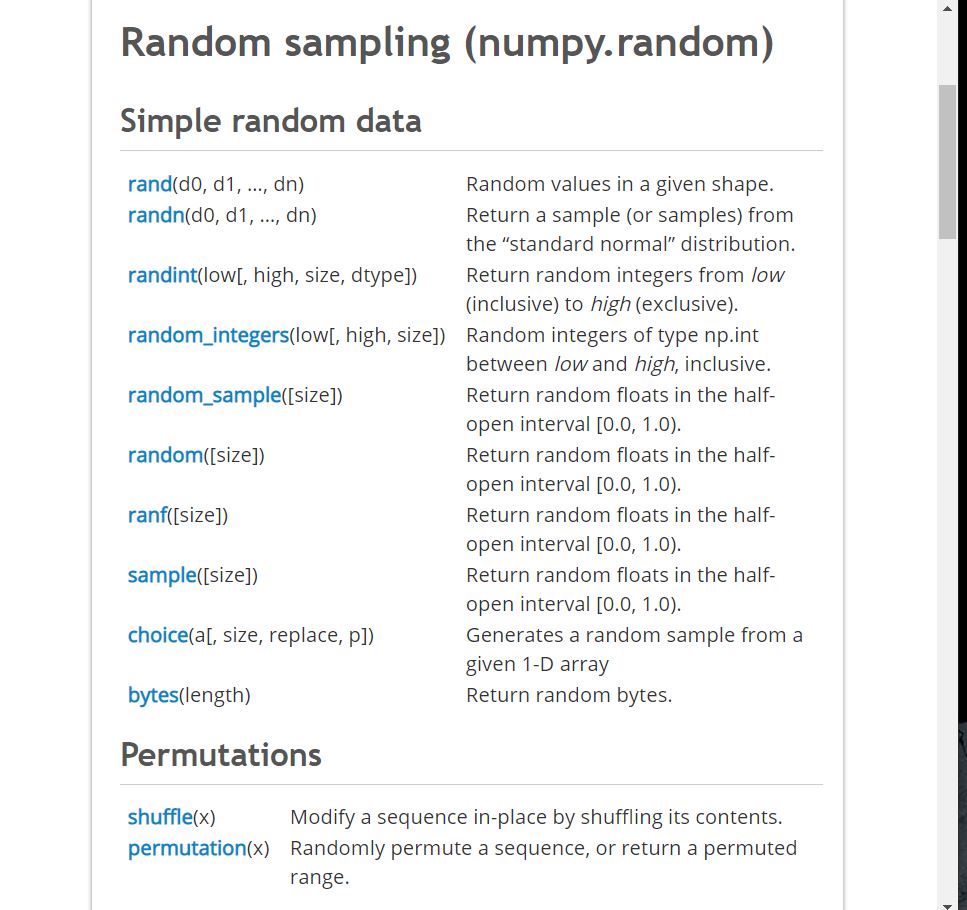 Random sampling (numpy.random)
Simple random data
rand(d0, d1, ..., dn) Random values in a given shape.
randn(d0, d1, ..., dn) Return a sample (or samples) from
the “standard normal” distribution.
randint(low[, high, size, dtype]) Return random integers from low
(inclusive) to high (exclusive).
random_integers(low[, high, size]) Random integers of type np.int
between low and high, inclusive.
random_sample([size]) Return random floats in the half-
open interval [0.0, 1.0).
random([size]) Return random floats in the half-
open interval [0.0, 1.0).
ranf([size]) Return random floats in the half-
open interval [0.0, 1.0).
sample([size]) Return random floats in the half-
open interval [0.0, 1.0).
choice(a[, size, replace, p]) Generates a random sample from a
given 1-D array
bytes(length) Return random bytes.
Permutations
shuffle(x) Modify a sequence in-place by shuffling its contents.
permutation(x) Randomly permute a sequence, or return a permuted
range.